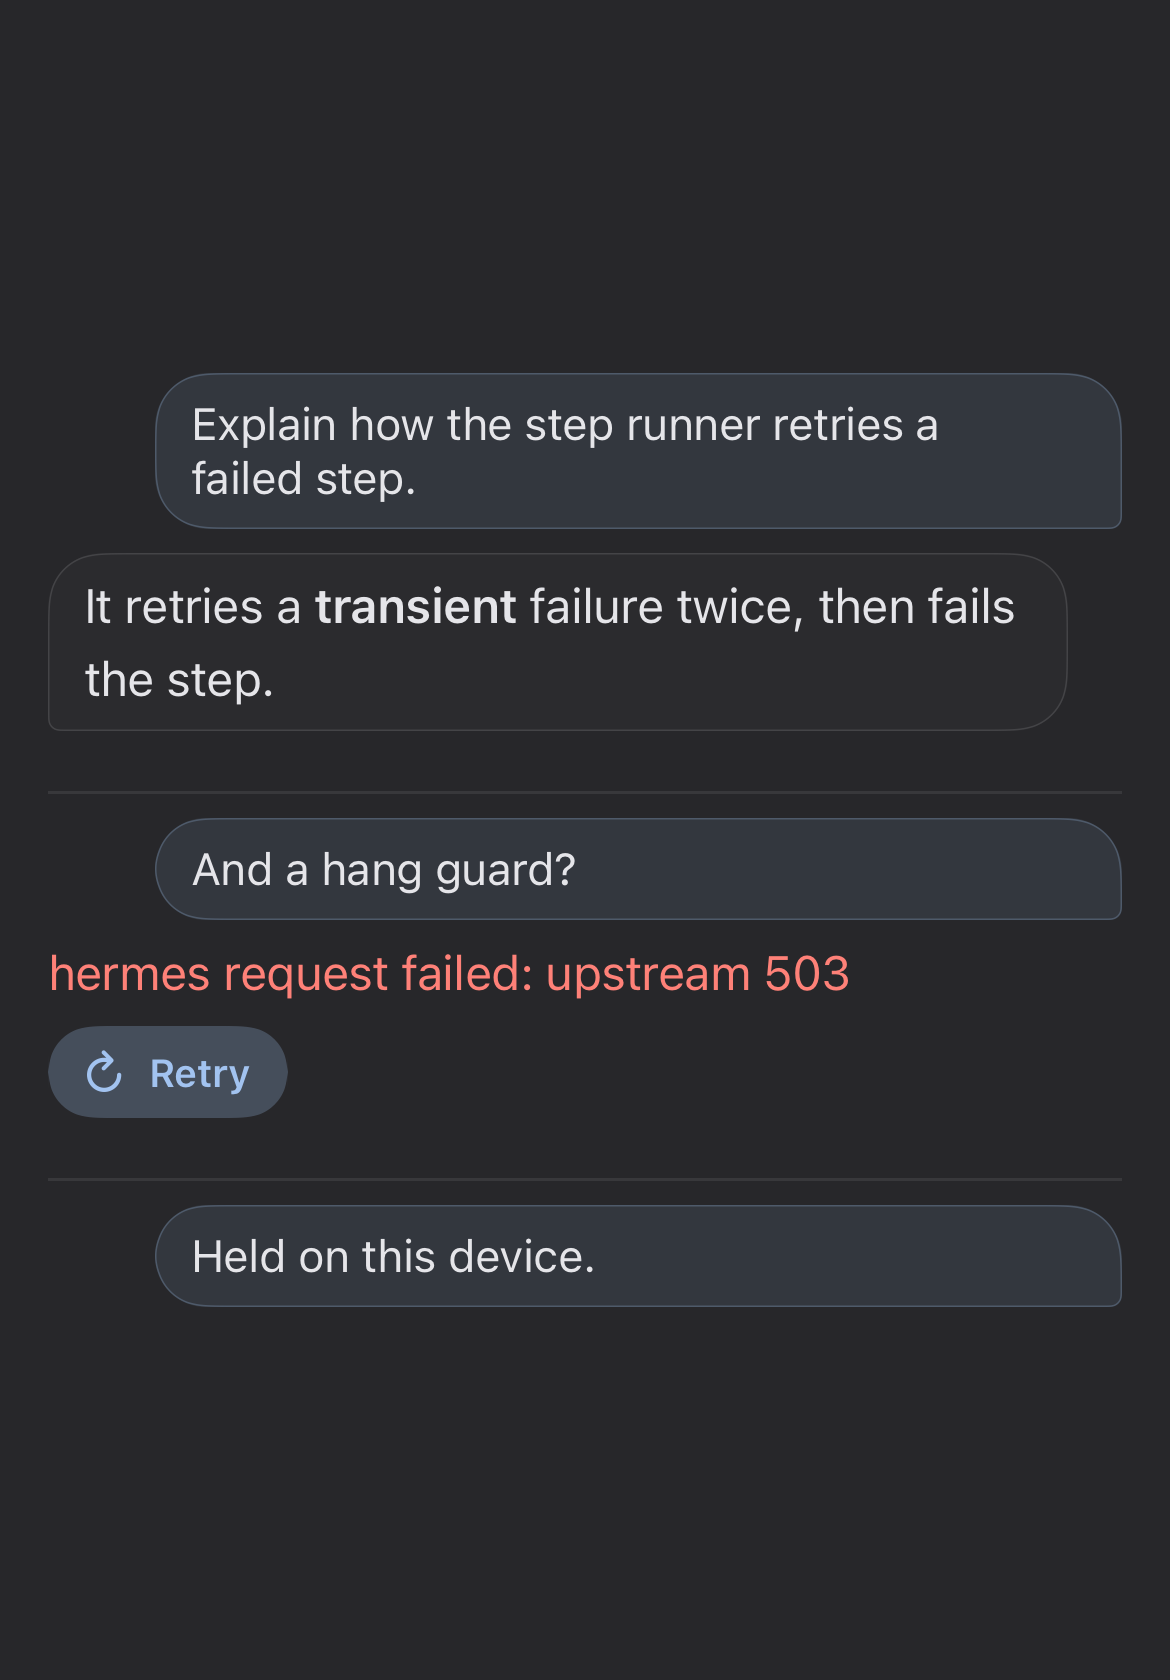 Explain how the step runner retries a
failed step.
It retries a transient failure twice, then fails
the step.
And a hang guard?
hermes request failed: upstream 503
Retry
Held on this device.